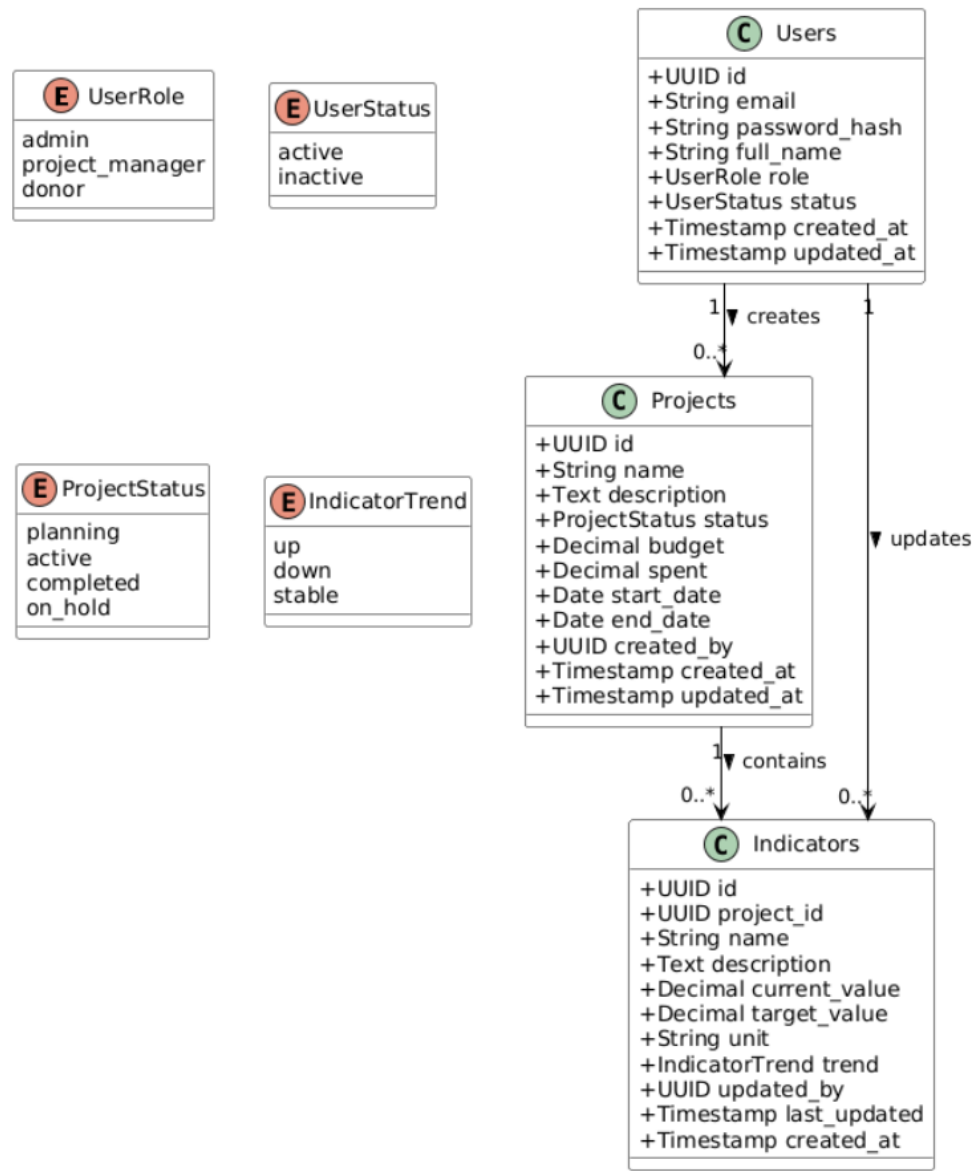 E UserRole
admin
project_manager
donor
E UserStatus
active
inactive
C Users
+UUID id
+String email
+String password_hash
+String full_name
+UserRole role
+UserStatus status
+Timestamp created_at
+Timestamp updated_at
1
creates
0..*
1
updates
0..*
E ProjectStatus
planning
active
completed
on_hold
E IndicatorTrend
up
down
stable
C Projects
+UUID id
+String name
+Text description
+ProjectStatus status
+Decimal budget
+Decimal spent
+Date start_date
+Date end_date
+UUID created_by
+Timestamp created_at
+Timestamp updated_at
1
contains
0..*
C Indicators
+UUID id
+UUID project_id
+String name
+Text description
+Decimal current_value
+Decimal target_value
+String unit
+IndicatorTrend trend
+UUID updated_by
+Timestamp last_updated
+Timestamp created_at